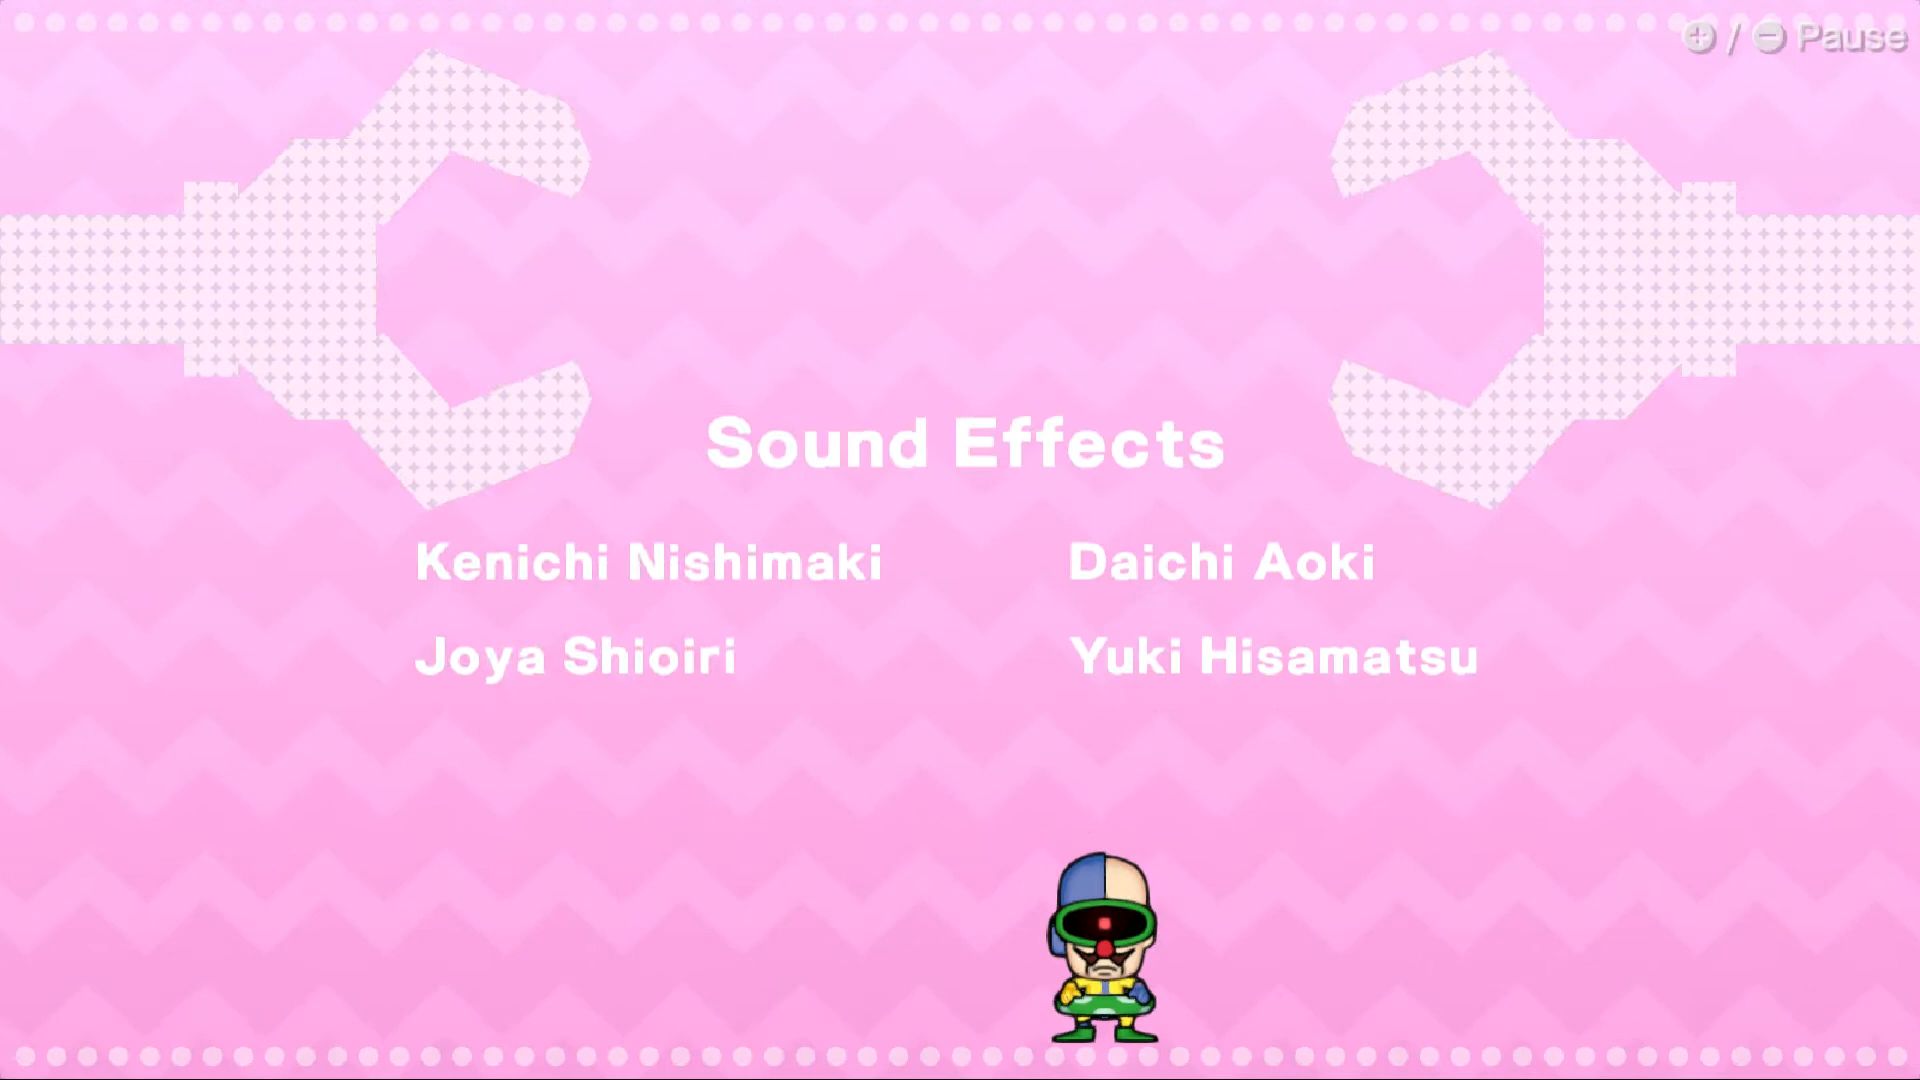 + / - Pause
Sound Effects
Kenichi Nishimaki Daichi Aoki
Joya Shioiri Yuki Hisamatsu